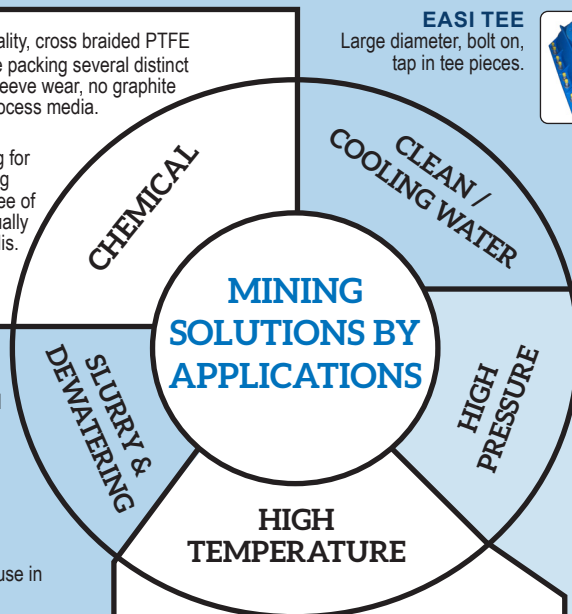 ality, cross braided PTFE
packing several distinct
eeve wear, no graphite
ocess media.
g for
g
ee of
ually
lis.
EASI TEE
Large diameter, bolt on,
tap in tee pieces.
CHEMICAL
CLEAN /
COOLING WATER
MINING
SOLUTIONS BY
APPLICATIONS
SLURRY &
DEWATERING
HIGH
PRESSURE
HIGH
TEMPERATURE
use in